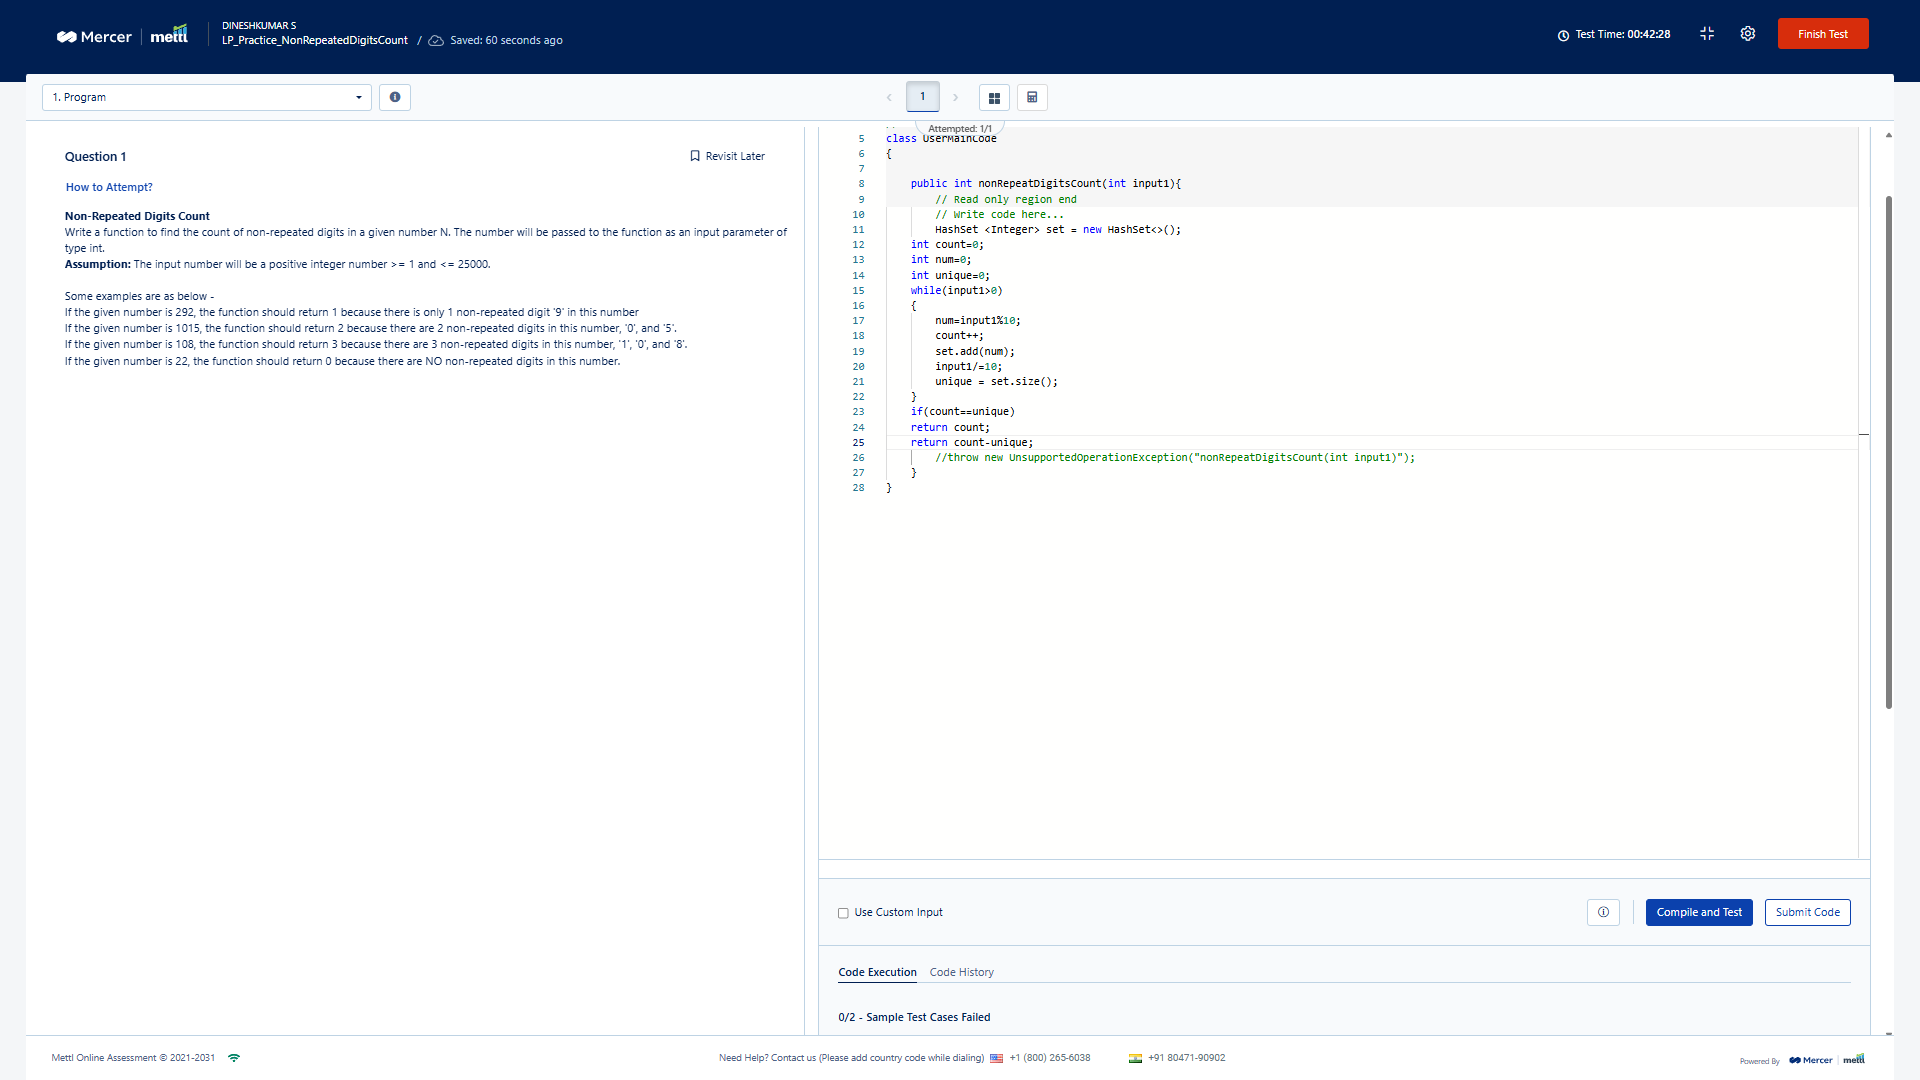 Mercer mettl
DINESHKUMAR S
LP_Practice_NonRepeatedDigitsCount / Saved: 60 seconds ago
Test Time: 00:42:28
Finish Test
1. Program
1
Attempted: 1/1
Question 1
Revisit Later
How to Attempt?
Non-Repeated Digits Count
Write a function to find the count of non-repeated digits in a given number N. The number will be passed to the function as an input parameter of
type int.
Assumption: The input number will be a positive integer number >= 1 and <= 25000.
Some examples are as below -
If the given number is 292, the function should return 1 because there is only 1 non-repeated digit '9' in this number
If the given number is 1015, the function should return 2 because there are 2 non-repeated digits in this number, '0', and '5'.
If the given number is 108, the function should return 3 because there are 3 non-repeated digits in this number, '1', '0', and '8'.
If the given number is 22, the function should return 0 because there are NO non-repeated digits in this number.
5 class UserMainCode
6 {
7
8 public int nonRepeatDigitsCount(int input1){
9 // Read only region end
10 // Write code here...
11 HashSet <Integer> set = new HashSet<>();
12 int count=0;
13 int num=0;
14 int unique=0;
15 while(input1>0)
16 {
17 num=input1%10;
18 count++;
19 set.add(num);
20 input1/=10;
21 unique = set.size();
22 }
23 if(count==unique)
24 return count;
25 return count-unique;
26 //throw new UnsupportedOperationException("nonRepeatDigitsCount(int input1)");
27 }
28 }
Use Custom Input
Compile and Test
Submit Code
Code Execution Code History
0/2 - Sample Test Cases Failed
Mettl Online Assessment © 2021-2031
Need Help? Contact us (Please add country code while dialing) +1 (800) 265-6038 +91 80471-90902
Powered By Mercer mettl